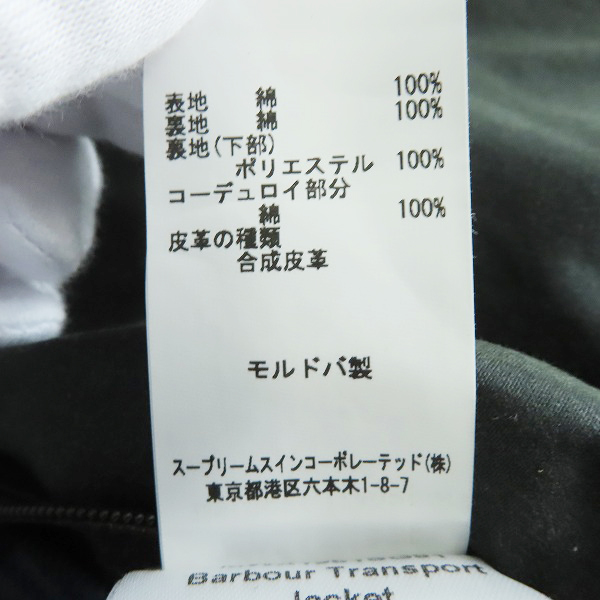 表地 綿 100%
裏地 綿 100%
裏地(下部)
ポリエステル 100%
コーデュロイ部分
綿 100%
皮革の種類
合成皮革
モルドバ製
スープリームスインコーポレーテッド(株)
東京都港区六本木1-8-7
Barbour Transport
Jacket